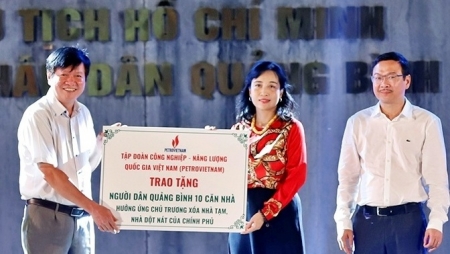 TỊCH HỒ CHÍ MINH
DÂN QUẢNG BÌNH
PETROVIETNAM
TẬP ĐOÀN CÔNG NGHIỆP - NĂNG LƯỢNG
QUỐC GIA VIỆT NAM (PETROVIETNAM)
TRAO TẶNG
NGƯỜI DÂN QUẢNG BÌNH 10 CĂN NHÀ
HƯỞNG ỨNG CHỦ TRƯƠNG XÓA NHÀ TẠM,
NHÀ DỘT NÁT CỦA CHÍNH PHỦ